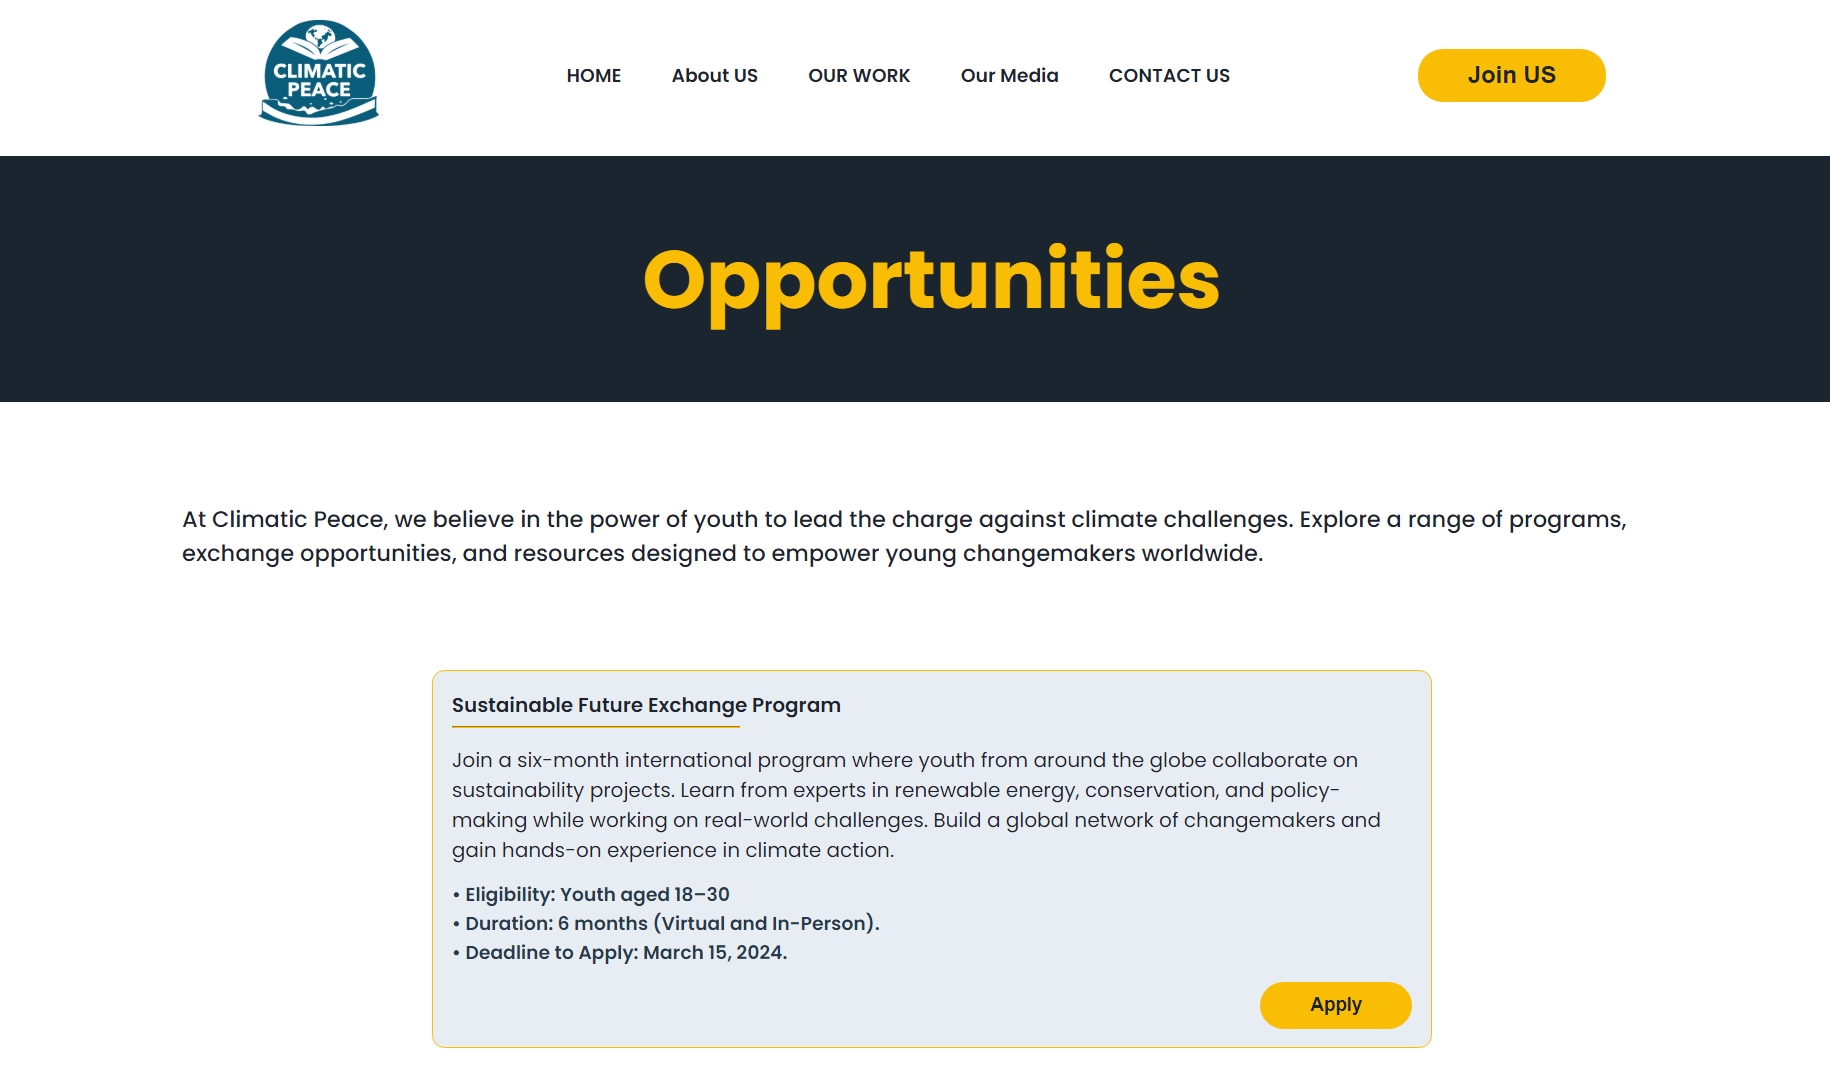 CLIMATIC
PEACE
HOME
About US
OUR WORK
Our Media
CONTACT US
Join US
Opportunities
At Climatic Peace, we believe in the power of youth to lead the charge against climate challenges. Explore a range of programs,
exchange opportunities, and resources designed to empower young changemakers worldwide.
Sustainable Future Exchange Program
Join a six-month international program where youth from around the globe collaborate on
sustainability projects. Learn from experts in renewable energy, conservation, and policy-
making while working on real-world challenges. Build a global network of changemakers and
gain hands-on experience in climate action.
• Eligibility: Youth aged 18–30
• Duration: 6 months (Virtual and In-Person).
• Deadline to Apply: March 15, 2024.
Apply